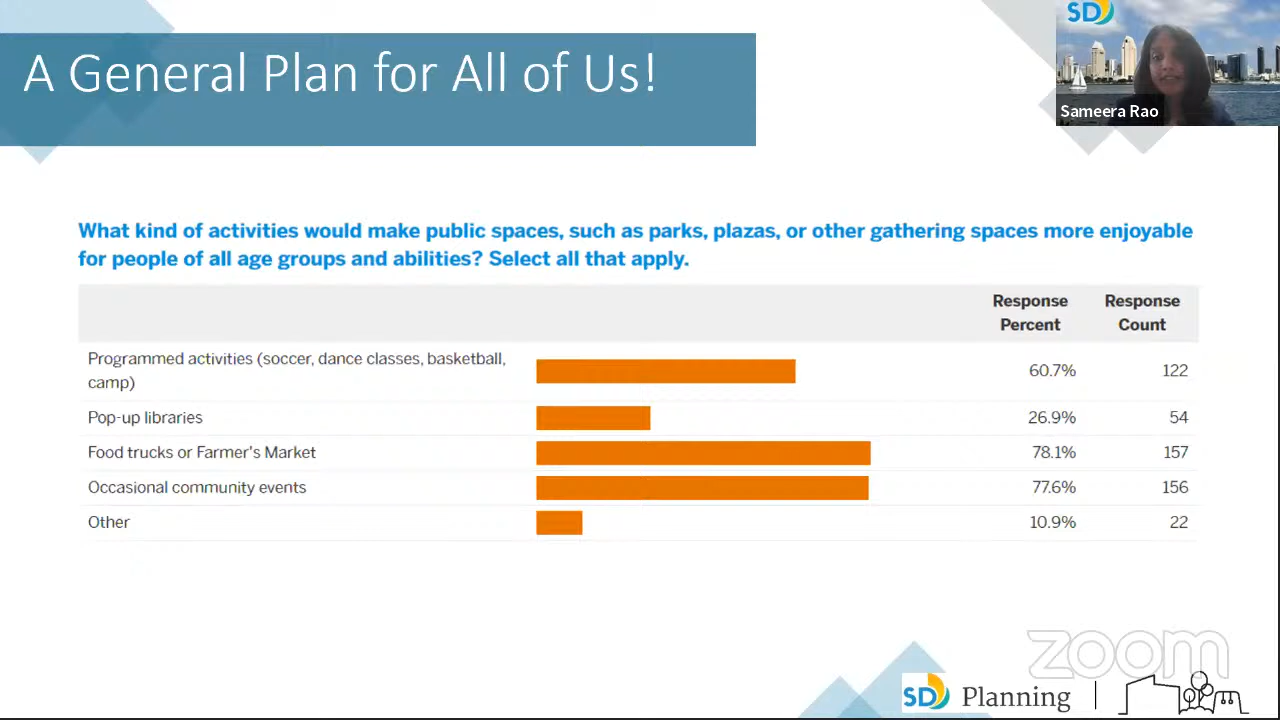 A General Plan for All of Us!
SD
Sameera Rao
What kind of activities would make public spaces, such as parks, plazas, or other gathering spaces more enjoyable
for people of all age groups and abilities? Select all that apply.
Response Percent
Response Count
Programmed activities (soccer, dance classes, basketball,
camp)
60.7%
122
Pop-up libraries
26.9%
54
Food trucks or Farmer's Market
78.1%
157
Occasional community events
77.6%
156
Other
10.9%
22
zoom
SD Planning